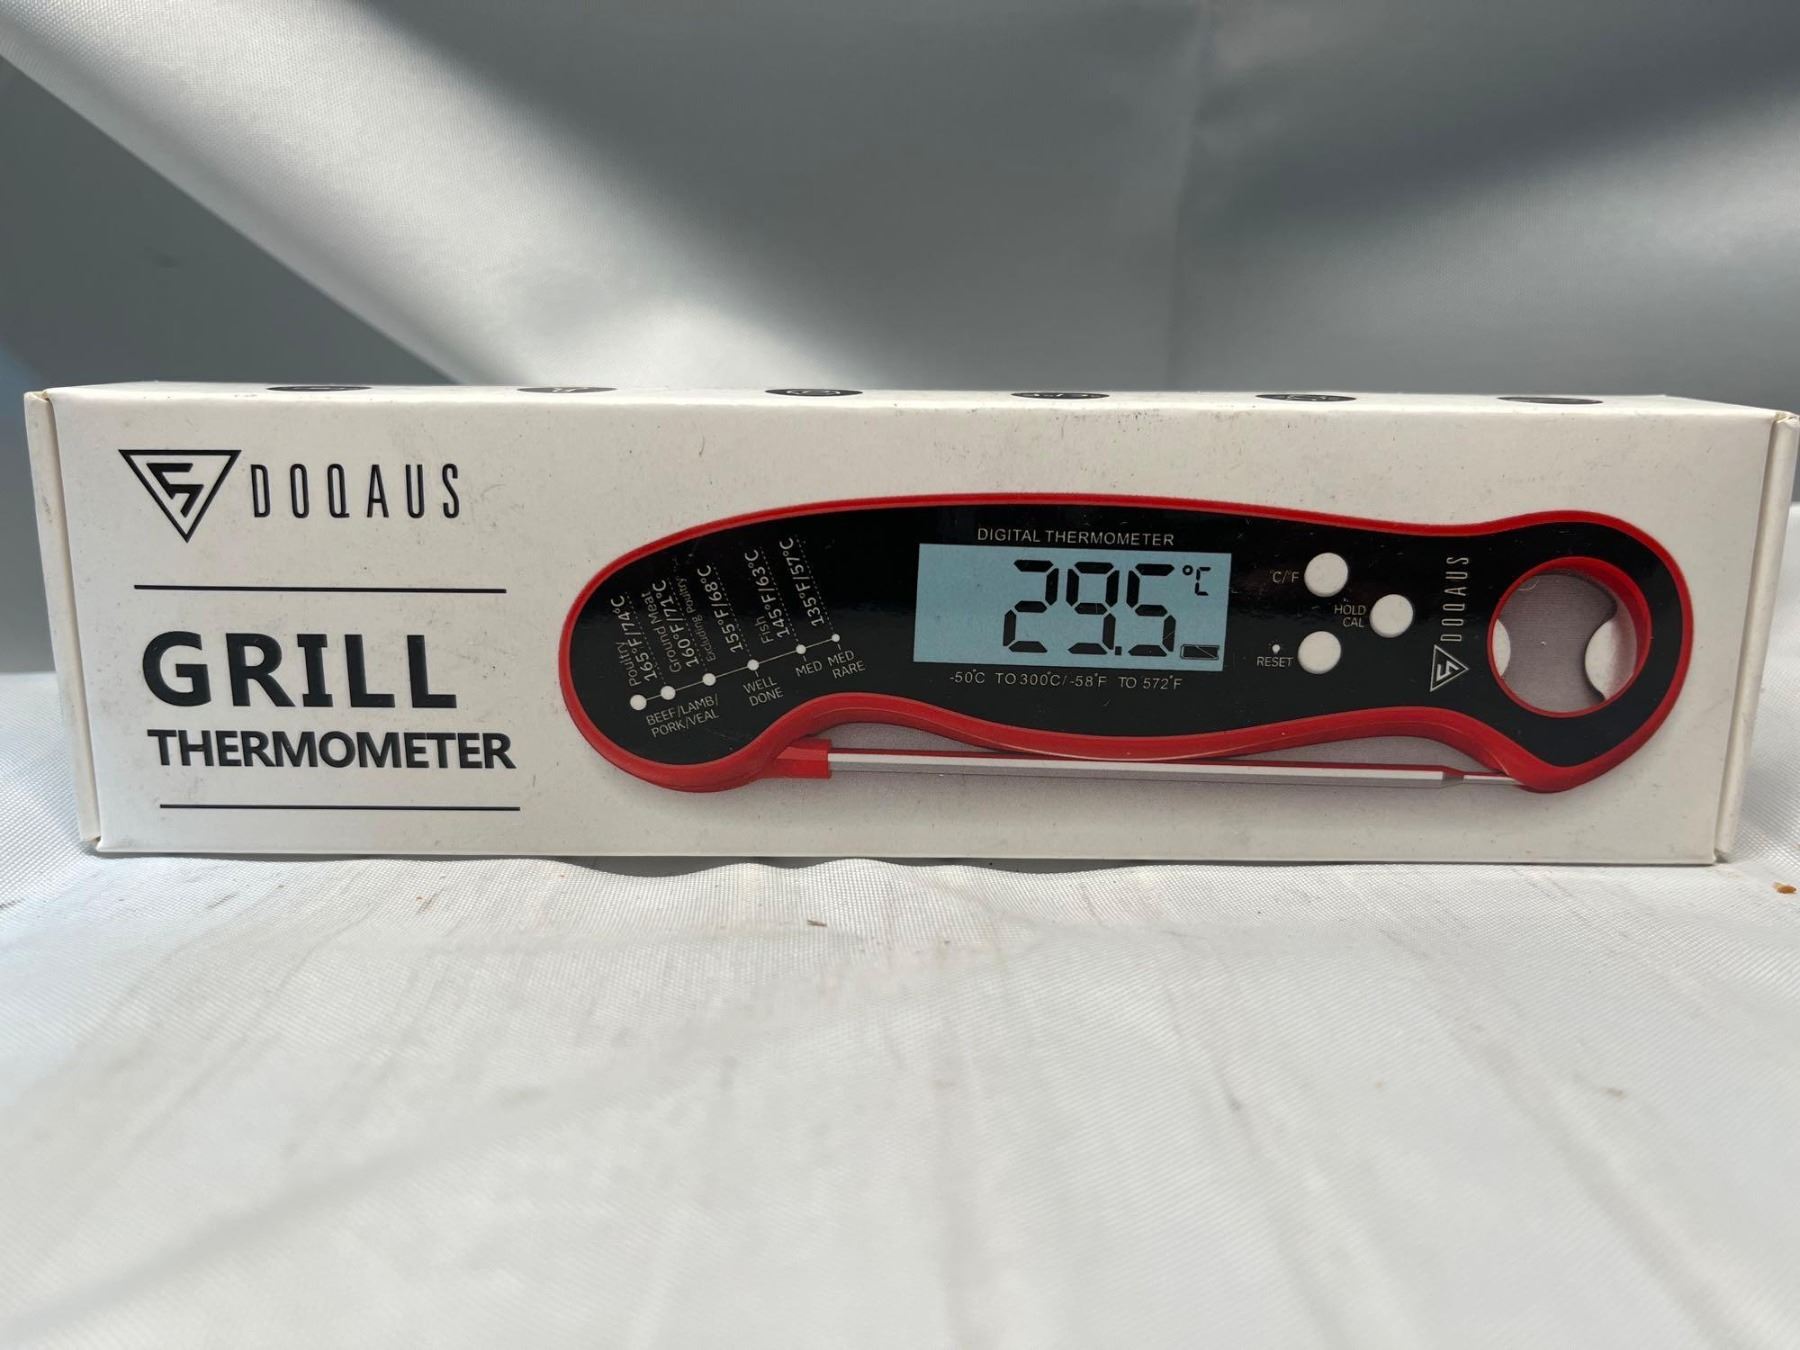 DOQAUS
GRILL
THERMOMETER
DIGITAL THERMOMETER
29.5°C
-50°C TO 300°C/-58°F TO 572°F
Poultry
165°F/74°C
Ground Meat
160°F/71°C
Excluding Poultry
155°F/68°C
Fish
145°F/63°C
135°F/57°C
BEEF/LAMB/
PORK/VEAL
WELL
DONE
MED
MED
RARE
°C/°F
HOLD
CAL
RESET
DOQAUS